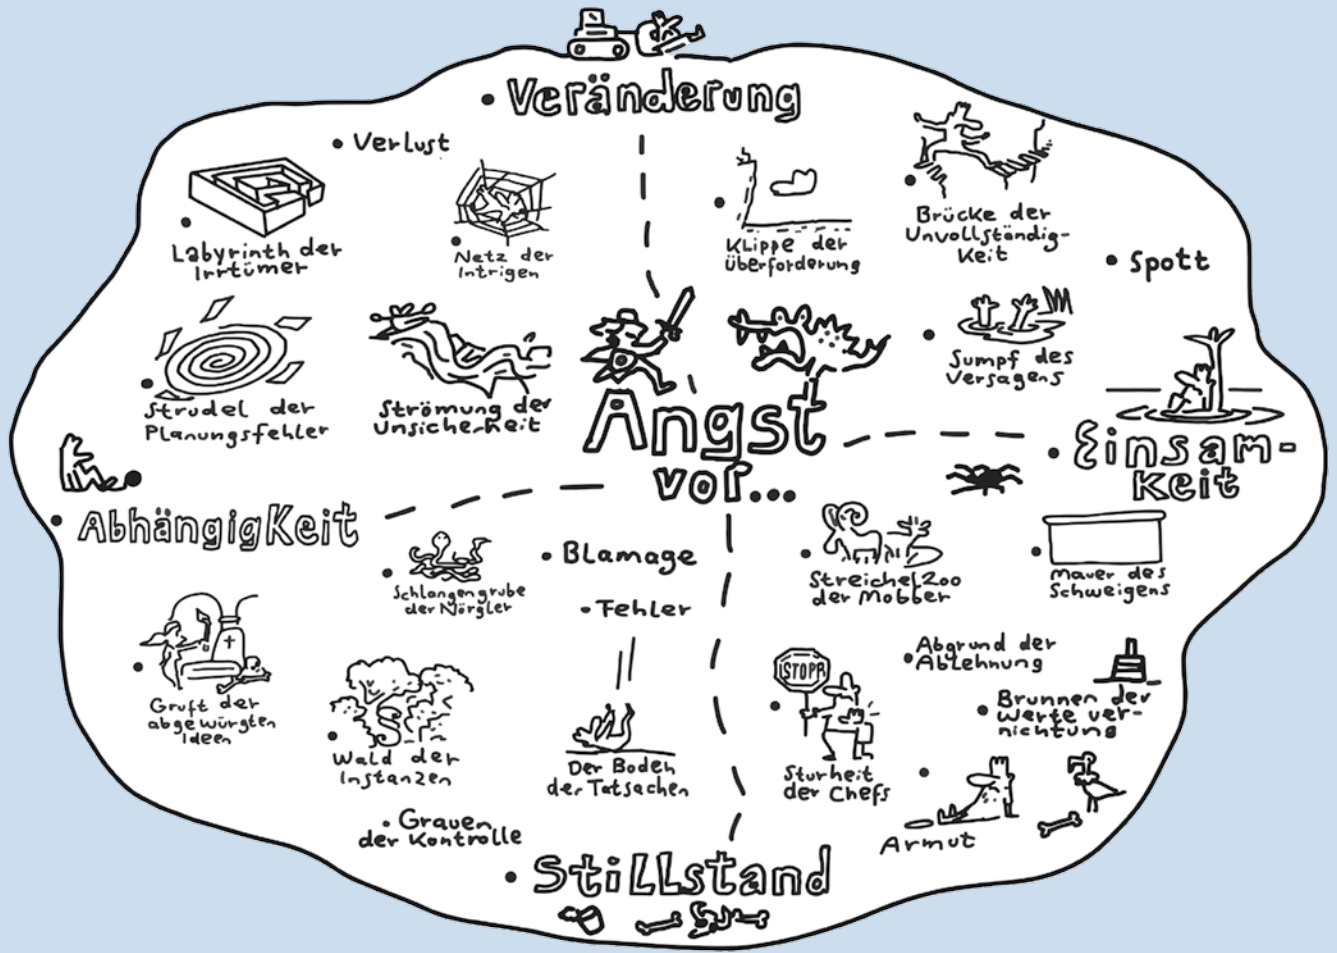 • Veränderung
• Verlust
• Labyrinth der
Irrtümer
• Netz der
Intrigen
• Klippe der
Überforderung
• Brücke der
Unvollständig-
keit
• Spott
• Strudel der
Planungsfehler
Strömung der
Unsicherheit
• Sumpf des
Versagens
Angst
vor...
• Einsam-
keit
• Abhängigkeit
• Schlangengrube
der Nörgler
• Blamage
• Fehler
• Streichelzoo
der Mobber
• Mauer des
Schweigens
• Gruft der
abgewürgten
Ideen
• Wald der
Instanzen
Der Boden
der Tatsachen
STOPP
• Sturheit
der Chefs
• Abgrund der
Ablehnung
• Brunnen der
Werte ver-
nichtung
• Armut
• Grauen
der Kontrolle
• Stillstand